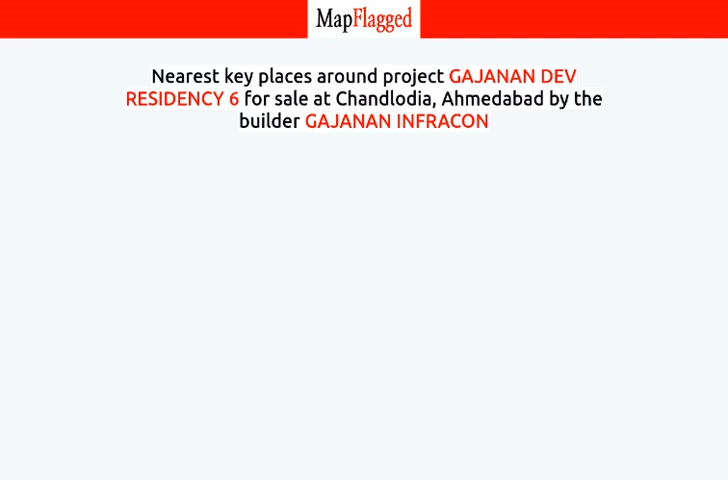 MapFlagged
Nearest key places around project GAJANAN DEV
RESIDENCY 6 for sale at Chandlodia, Ahmedabad by the
builder GAJANAN INFRACON